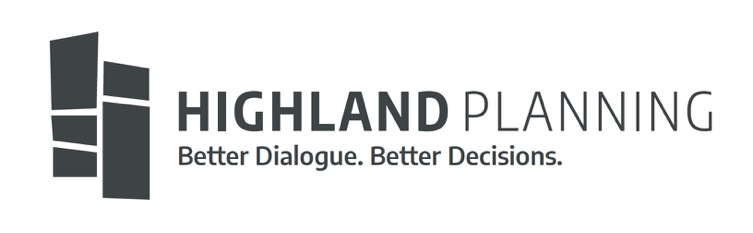 HIGHLAND PLANNING
Better Dialogue. Better Decisions.